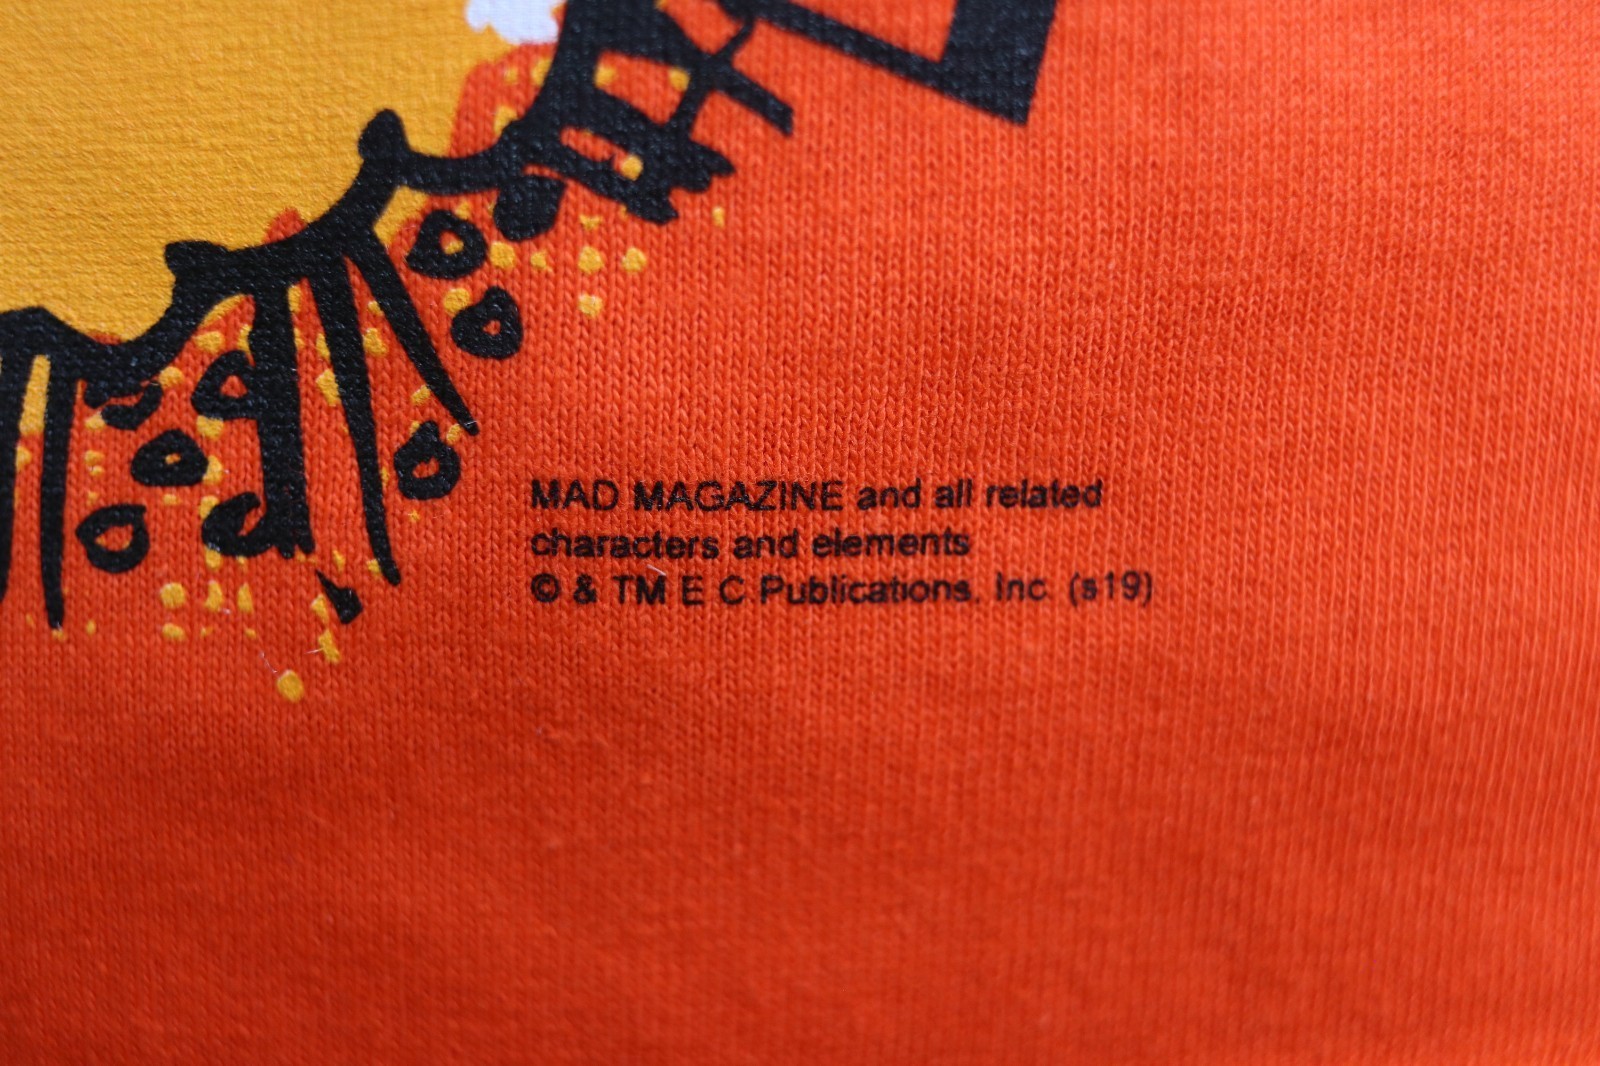 MAD MAGAZINE and all related
characters and elements
© & TM E C Publications, Inc. (s19)